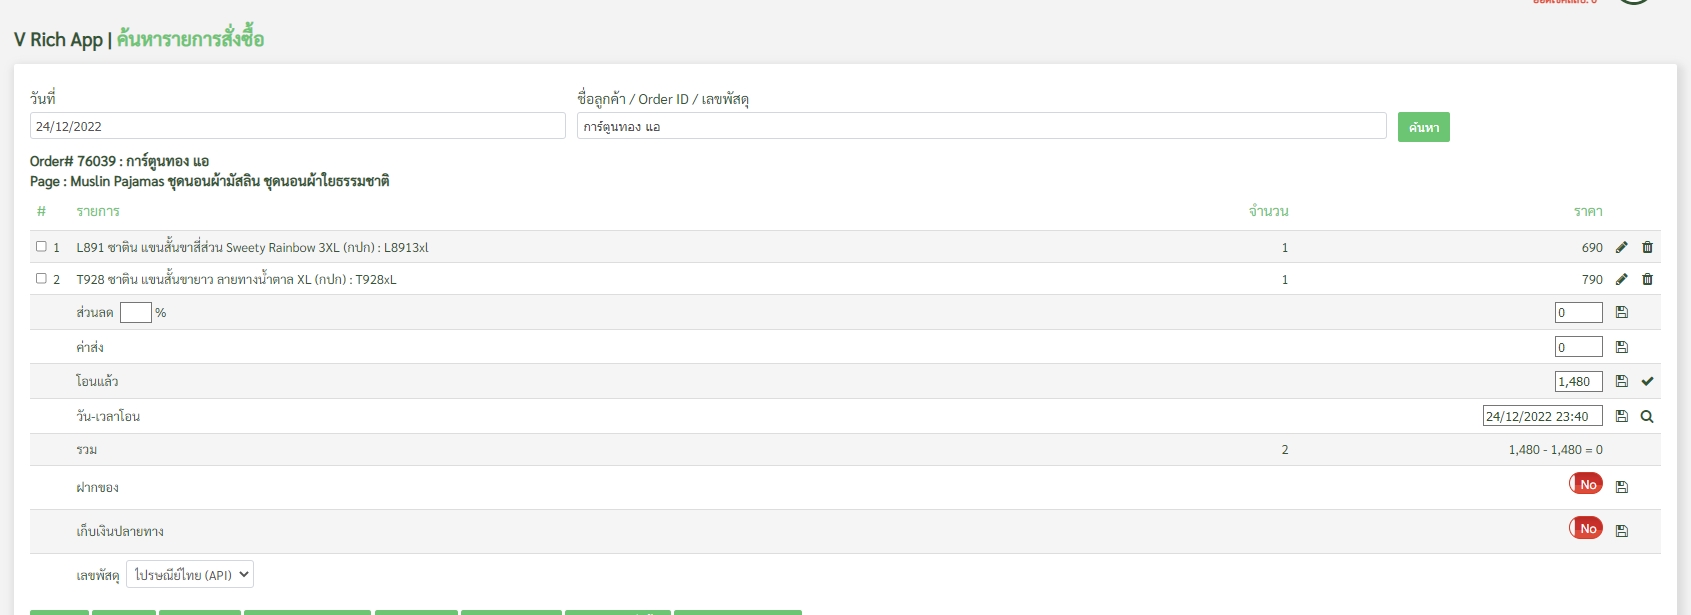 V Rich App | ค้นหารายการสั่งซื้อ
วันที่ ชื่อลูกค้า / Order ID / เลขพัสดุ
24/12/2022 การ์ตูนทอง แอ ค้นหา
Order# 76039 : การ์ตูนทอง แอ
Page : Muslin Pajamas ชุดนอนผ้ามัสลิน ชุดนอนผ้าใยธรรมชาติ
# รายการ จำนวน ราคา
1 L891 ซาติน แขนสั้นขาสี่ส่วน Sweety Rainbow 3XL (กปก) : L8913xl 1 690
2 T928 ซาติน แขนสั้นขายาว ลายทางน้ำตาล XL (กปก) : T928xL 1 790
ส่วนลด % 0
ค่าส่ง 0
โอนแล้ว 1,480
วัน-เวลาโอน 24/12/2022 23:40
รวม 2 1,480 - 1,480 = 0
ฝากของ No
เก็บเงินปลายทาง No
เลขพัสดุ ไปรษณีย์ไทย (API)